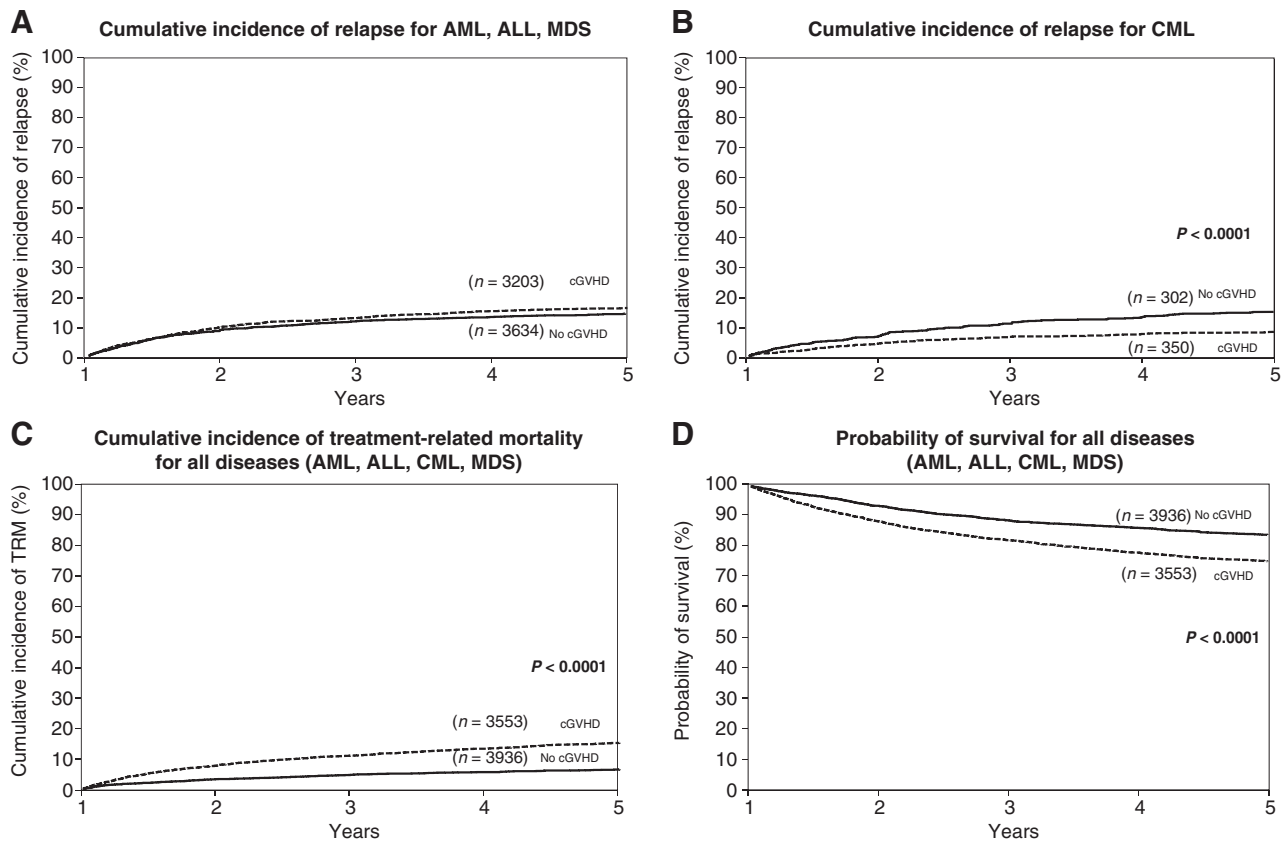 A
Cumulative incidence of relapse for AML, ALL, MDS
Cumulative incidence of relapse (%)
100
90
80
70
60
50
40
30
20
10
0
(n = 3203) cGVHD
(n = 3634) No cGVHD
1 2 3 4 5
Years
B
Cumulative incidence of relapse for CML
Cumulative incidence of relapse (%)
100
90
80
70
60
50
40
30
20
10
0
P < 0.0001
(n = 302) No cGVHD
(n = 350) cGVHD
1 2 3 4 5
Years
C
Cumulative incidence of treatment-related mortality
for all diseases (AML, ALL, CML, MDS)
Cumulative incidence of TRM (%)
100
90
80
70
60
50
40
30
20
10
0
P < 0.0001
(n = 3553) cGVHD
(n = 3936) No cGVHD
1 2 3 4 5
Years
D
Probability of survival for all diseases
(AML, ALL, CML, MDS)
Probability of survival (%)
100
90
80
70
60
50
40
30
20
10
0
(n = 3936) No cGVHD
(n = 3553) cGVHD
P < 0.0001
1 2 3 4 5
Years